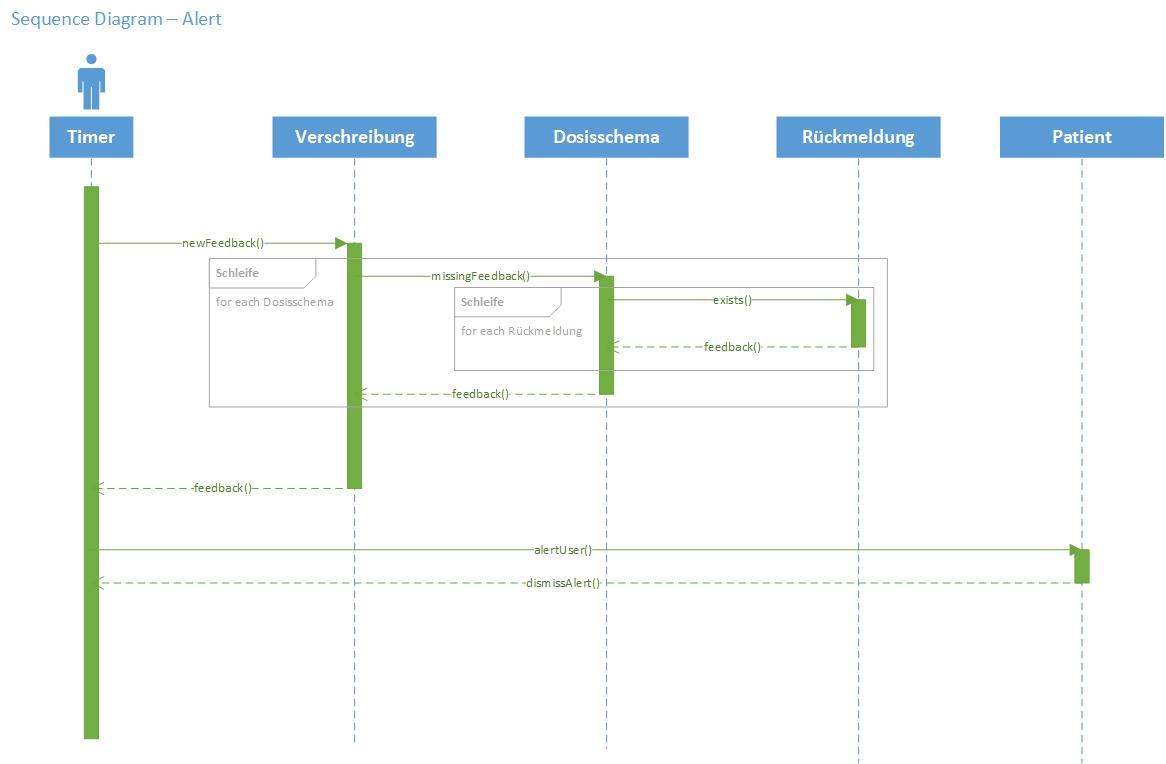 Sequence Diagram – Alert
Timer
Verschreibung
Dosisschema
Rückmeldung
Patient
newFeedback()
Schleife
for each Dosisschema
missingFeedback()
Schleife
for each Rückmeldung
exists()
feedback()
feedback()
feedback()
alertUser()
dismissAlert()